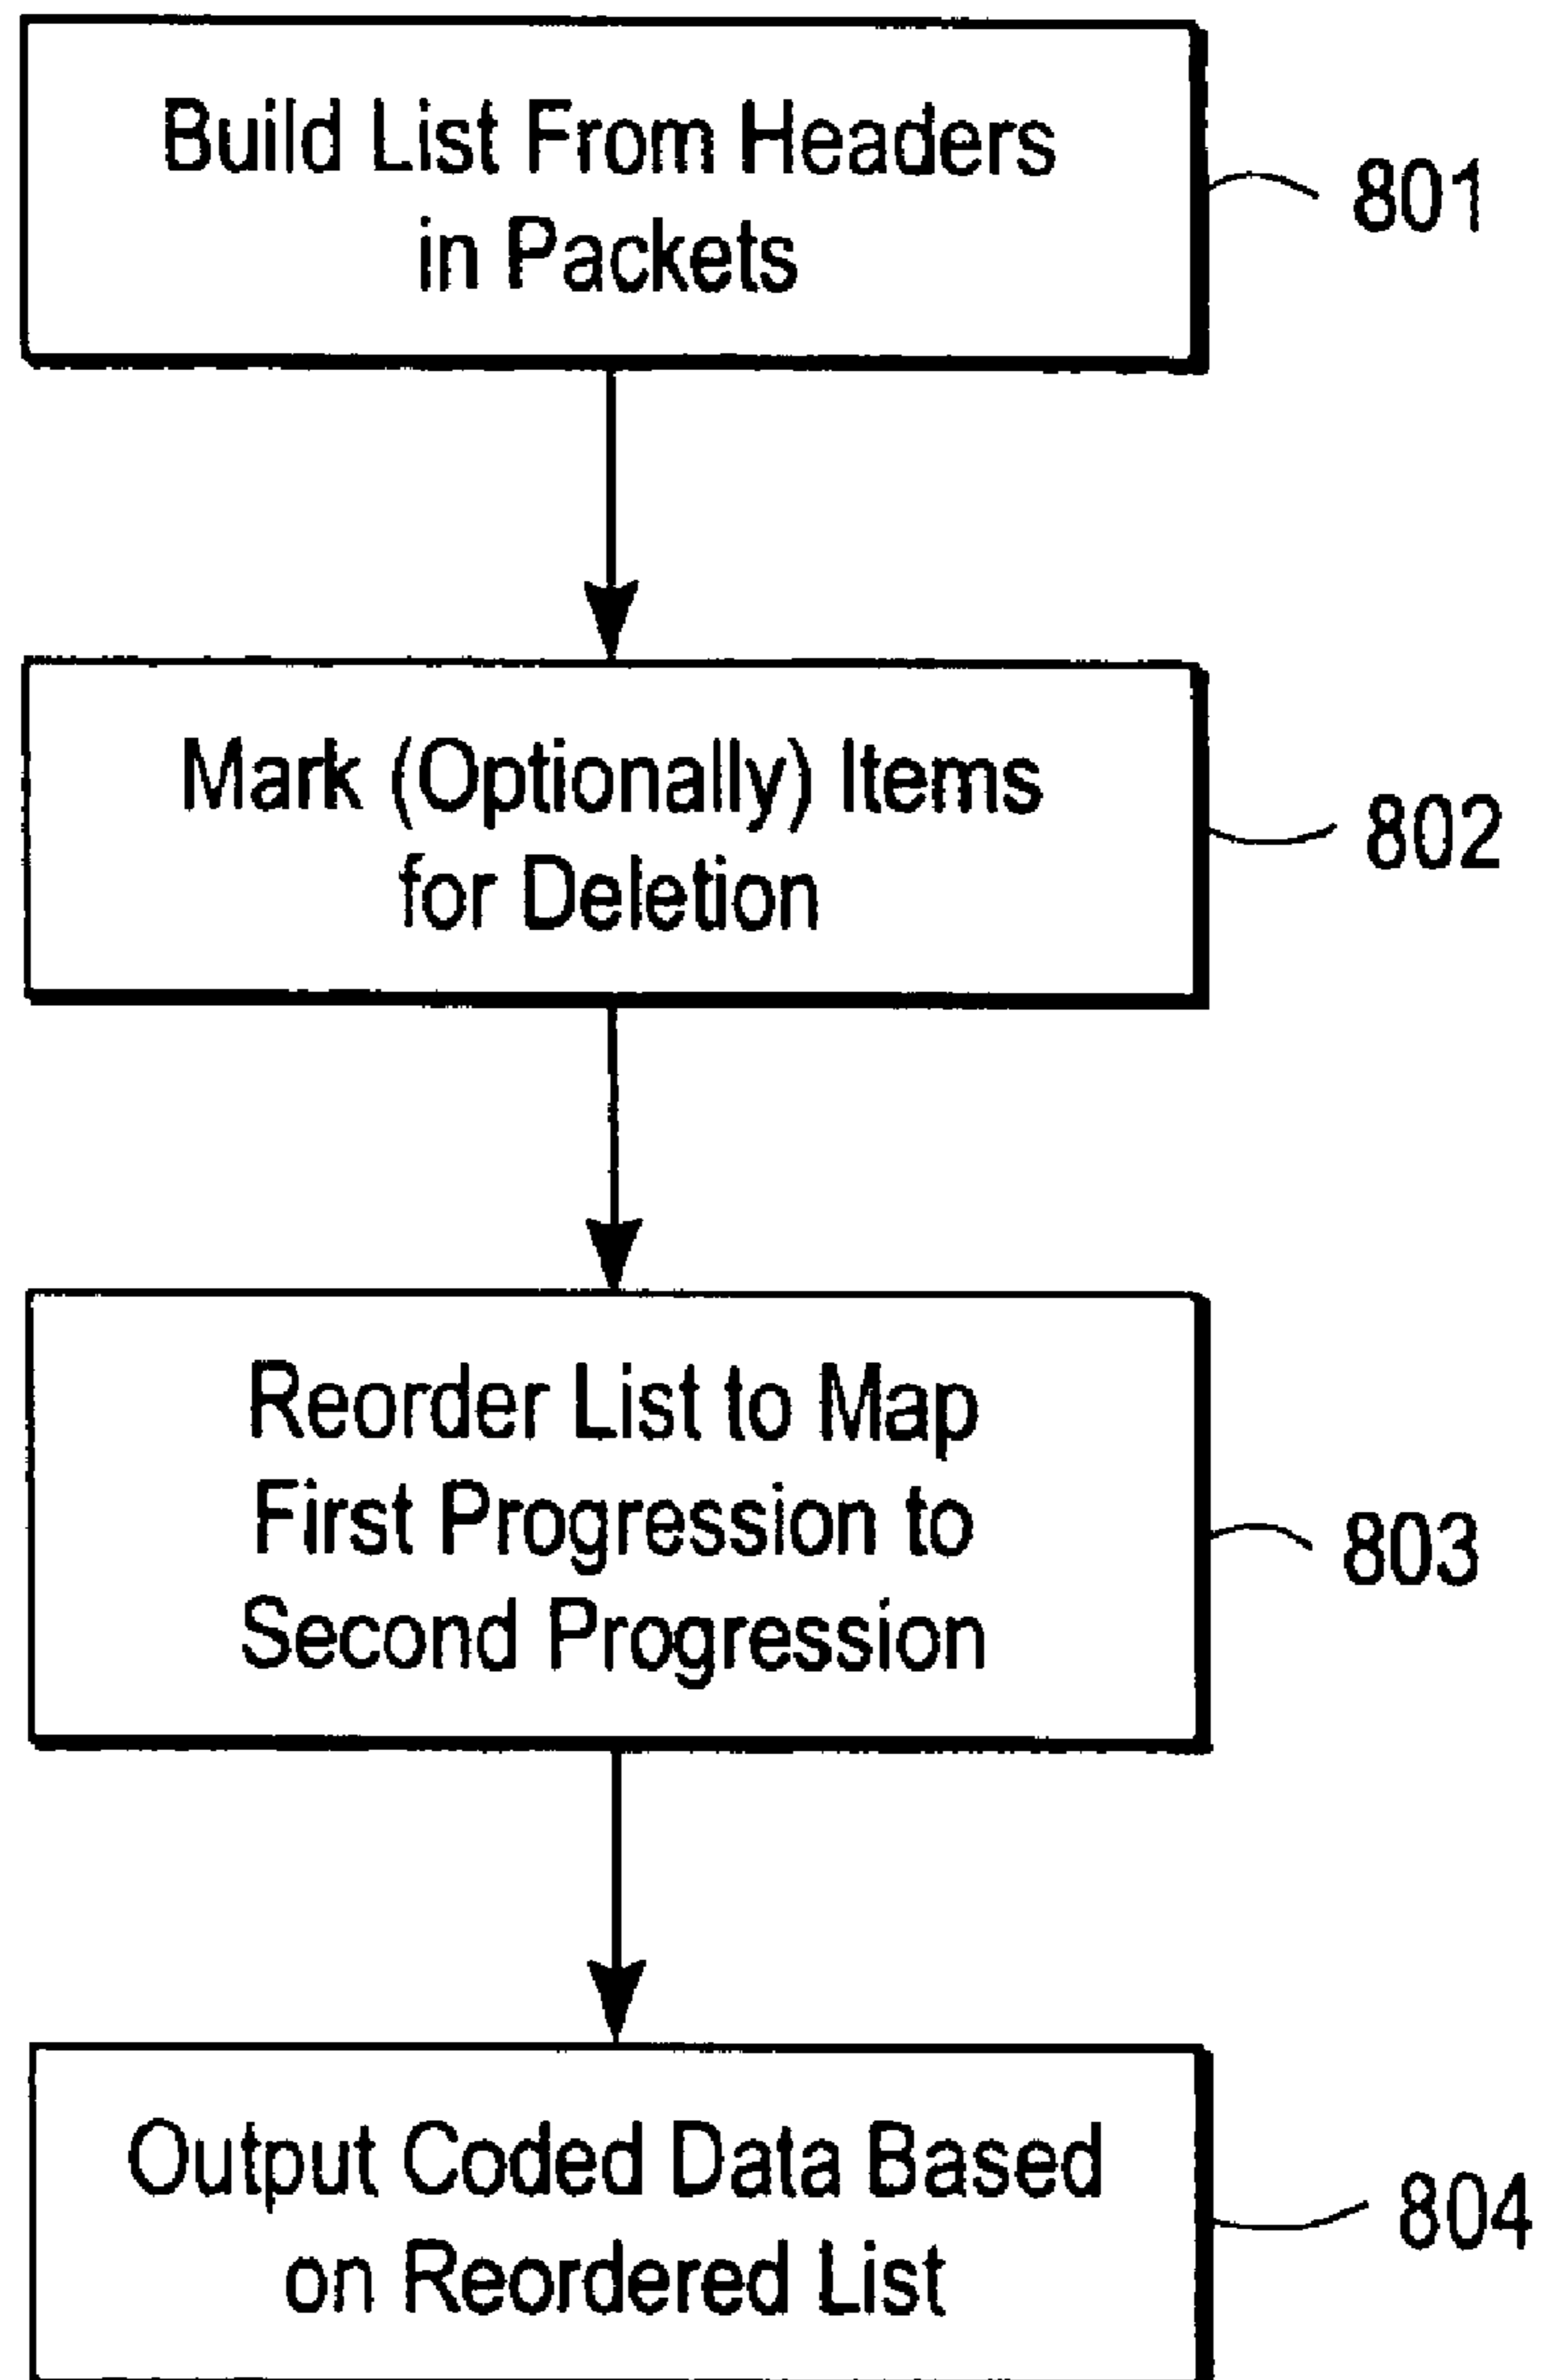 Build List From Headers
in Packets
801
Mark (Optionally) Items
for Deletion
802
Reorder List to Map
First Progression to
Second Progression
803
Output Coded Data Based
on Reordered List
804